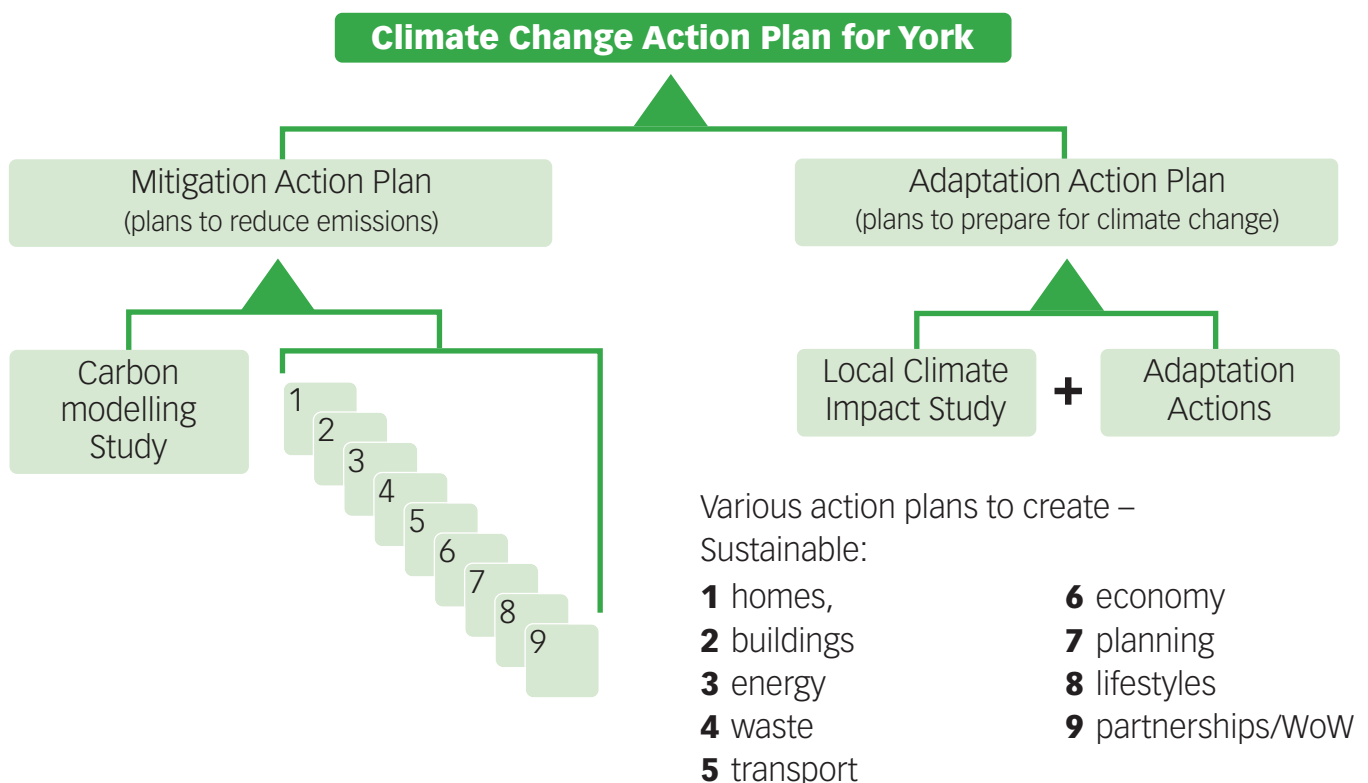 Climate Change Action Plan for York
Mitigation Action Plan
(plans to reduce emissions)
Adaptation Action Plan
(plans to prepare for climate change)
Carbon
modelling
Study
1
2
3
4
5
6
7
8
9
Local Climate
Impact Study
+
Adaptation
Actions
Various action plans to create –
Sustainable:
1 homes,
2 buildings
3 energy
4 waste
5 transport
6 economy
7 planning
8 lifestyles
9 partnerships/WoW